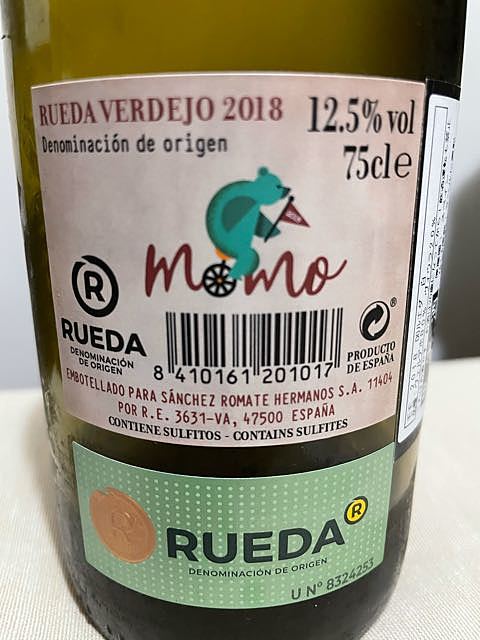 RUEDA VERDEJO 2018
12.5% vol
Denominación de origen
75cl e
momo
R
RUEDA
DENOMINACIÓN
DE ORIGEN
8 410161 201017
®
PRODUCTO
DE ESPAÑA
EMBOTELLADO PARA SÁNCHEZ ROMATE HERMANOS S.A. 11404
POR R.E. 3631-VA, 47500 ESPAÑA
CONTIENE SULFITOS - CONTAINS SULFITES
R
RUEDA R
DENOMINACIÓN DE ORIGEN
U Nº 8324253